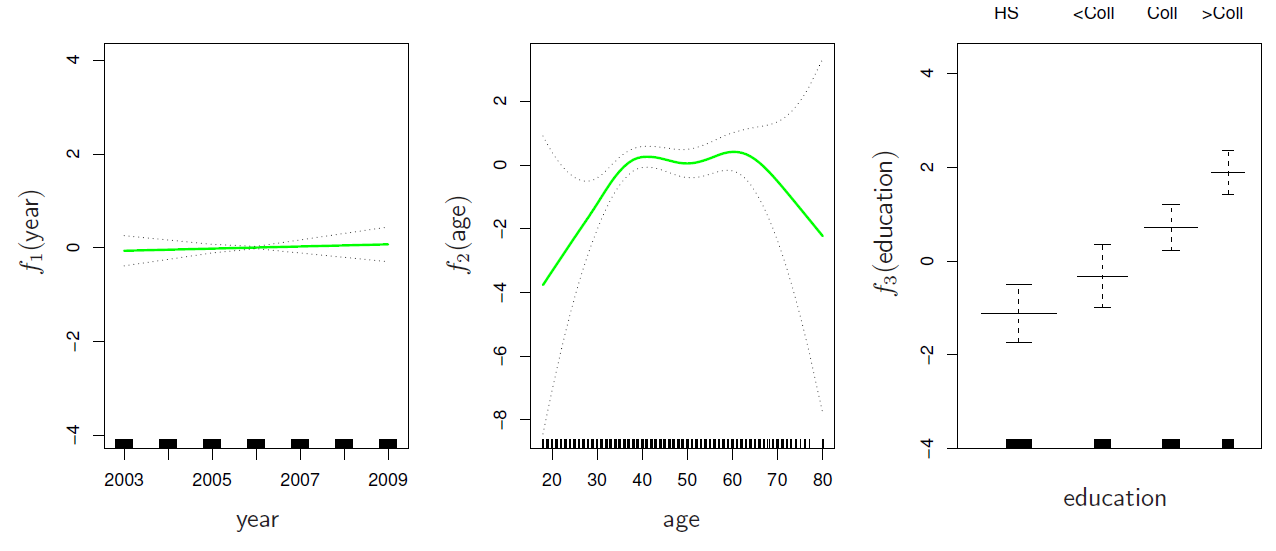 HS <Coll Coll >Coll
4
2
0
−2
−4
f1(year)
2003 2005 2007 2009
year
2
0
−2
−4
−6
−8
f2(age)
20 30 40 50 60 70 80
age
4
2
0
−2
−4
f3(education)
education